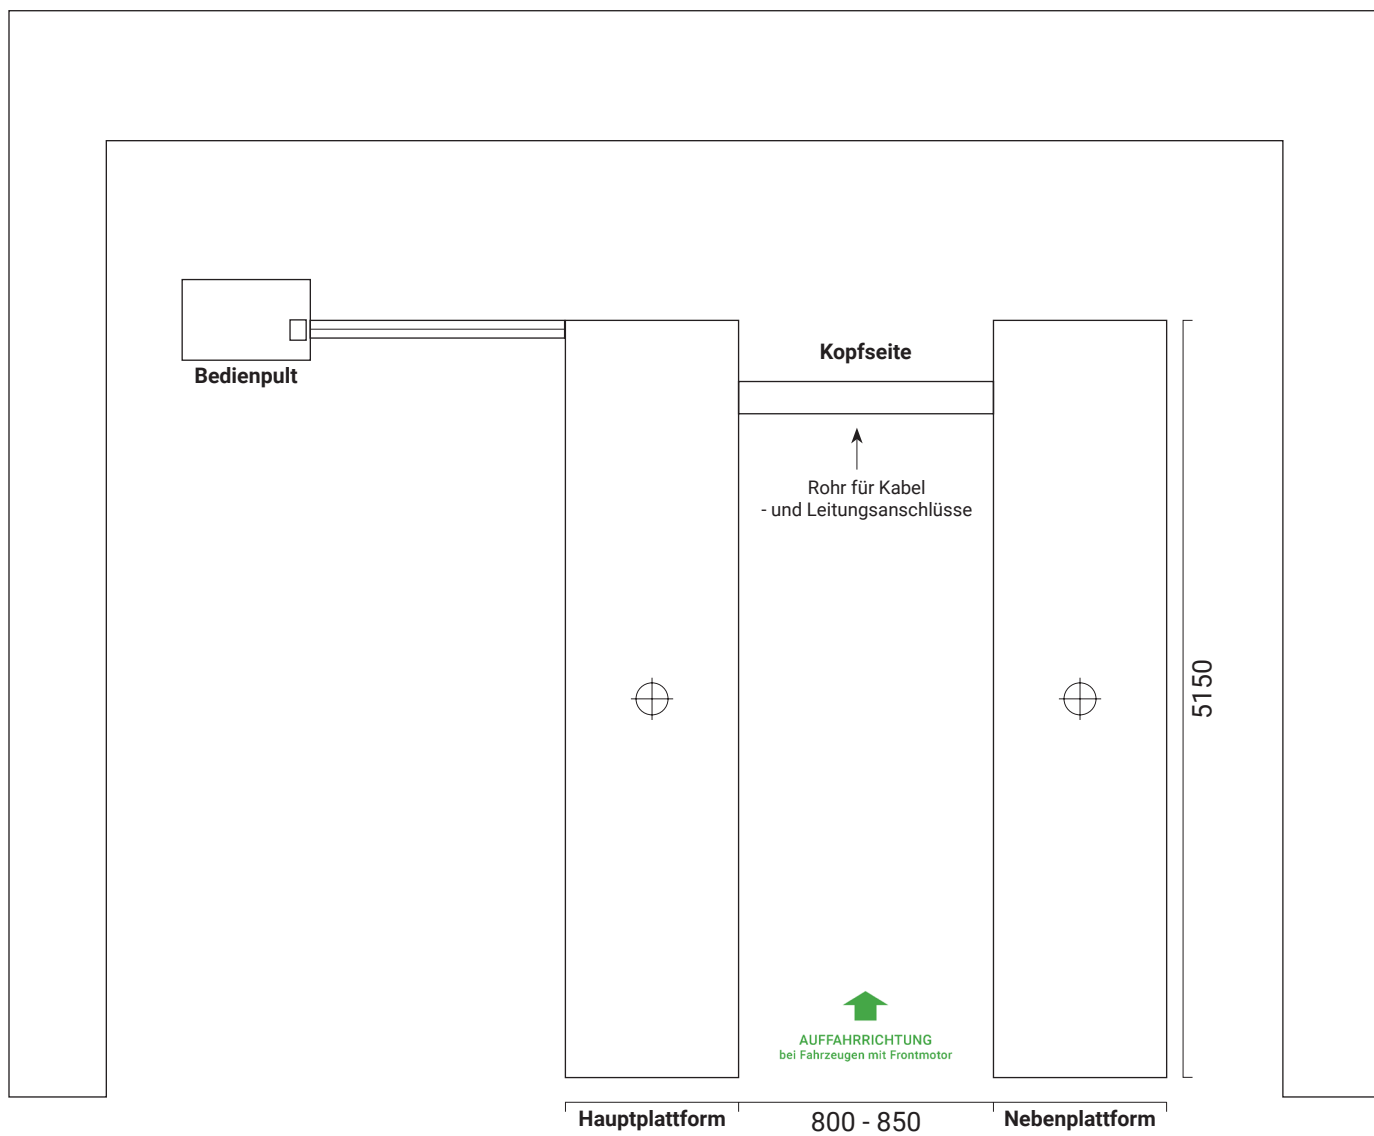 Kopfseite
Bedienpult
Rohr für Kabel
- und Leitungsanschlüsse
5150
AUFFAHRRICHTUNG
bei Fahrzeugen mit Frontmotor
Hauptplattform
800 - 850
Nebenplattform